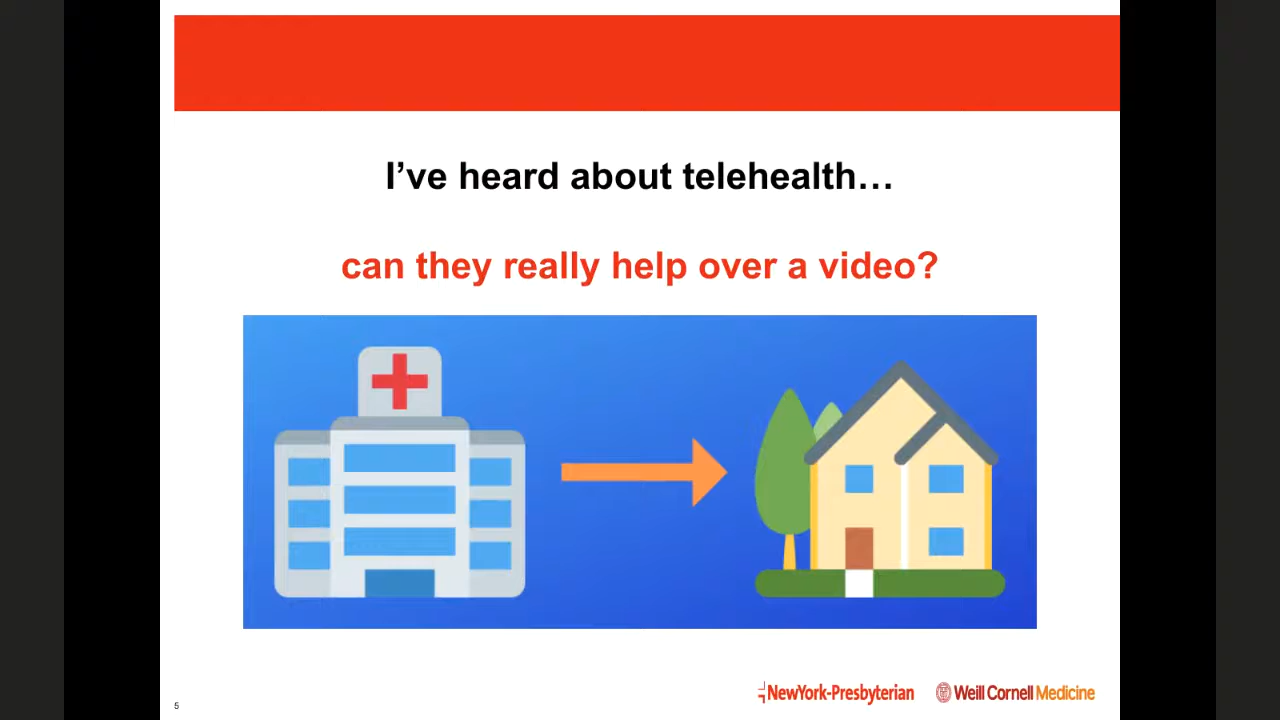 I’ve heard about telehealth…
can they really help over a video?
NewYork-Presbyterian
Weill Cornell Medicine
5